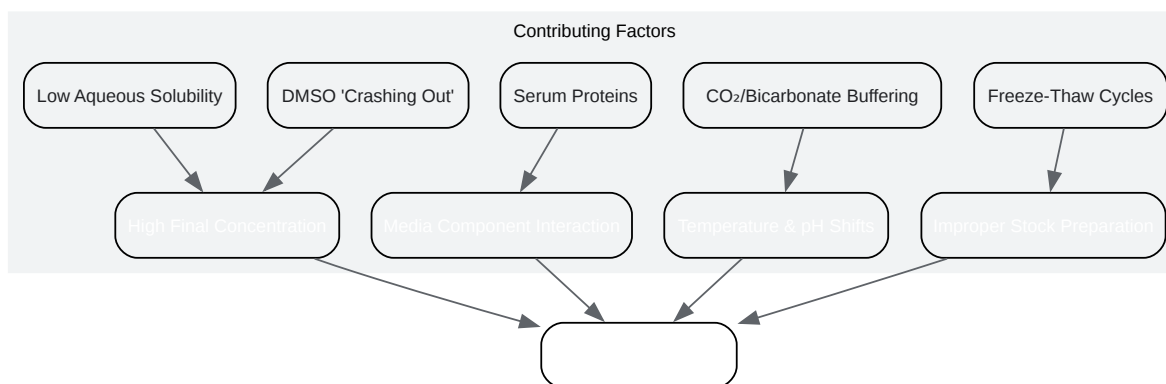 Contributing Factors
Low Aqueous Solubility
DMSO 'Crashing Out'
Serum Proteins
CO₂/Bicarbonate Buffering
Freeze-Thaw Cycles
High Final Concentration
Media Component Interaction
Temperature & pH Shifts
Improper Stock Preparation